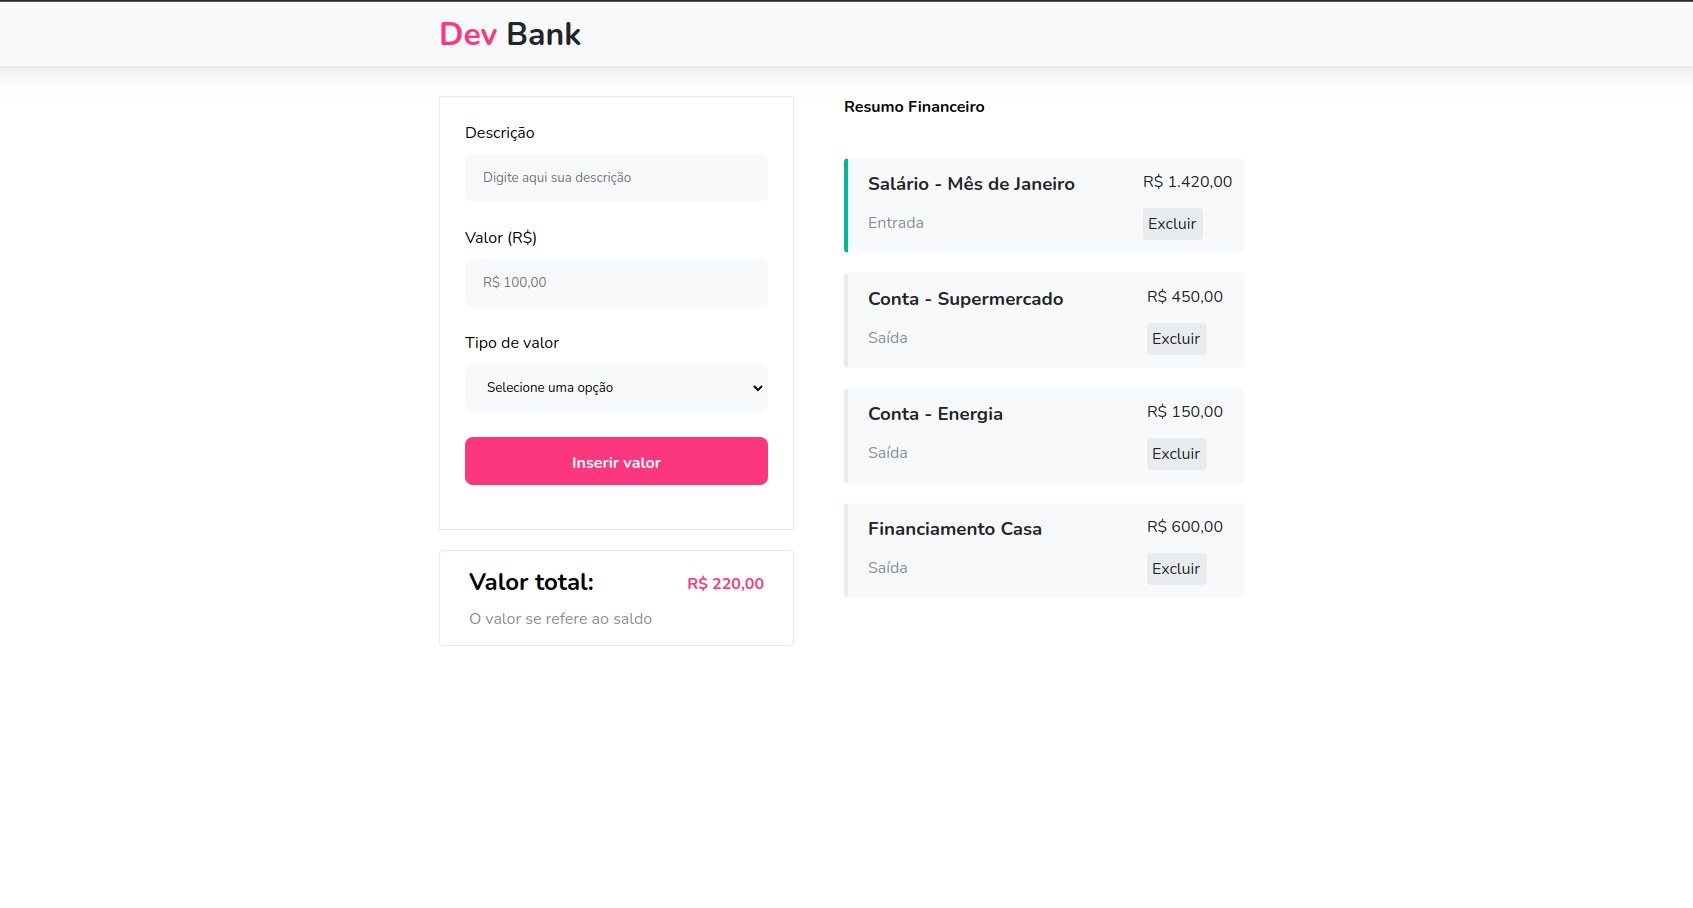 Dev Bank
Descrição
Digite aqui sua descrição
Valor (R$)
R$ 100,00
Tipo de valor
Selecione uma opção
Inserir valor
Valor total:
R$ 220,00
O valor se refere ao saldo
Resumo Financeiro
Salário - Mês de Janeiro
R$ 1.420,00
Entrada
Excluir
Conta - Supermercado
R$ 450,00
Saída
Excluir
Conta - Energia
R$ 150,00
Saída
Excluir
Financiamento Casa
R$ 600,00
Saída
Excluir